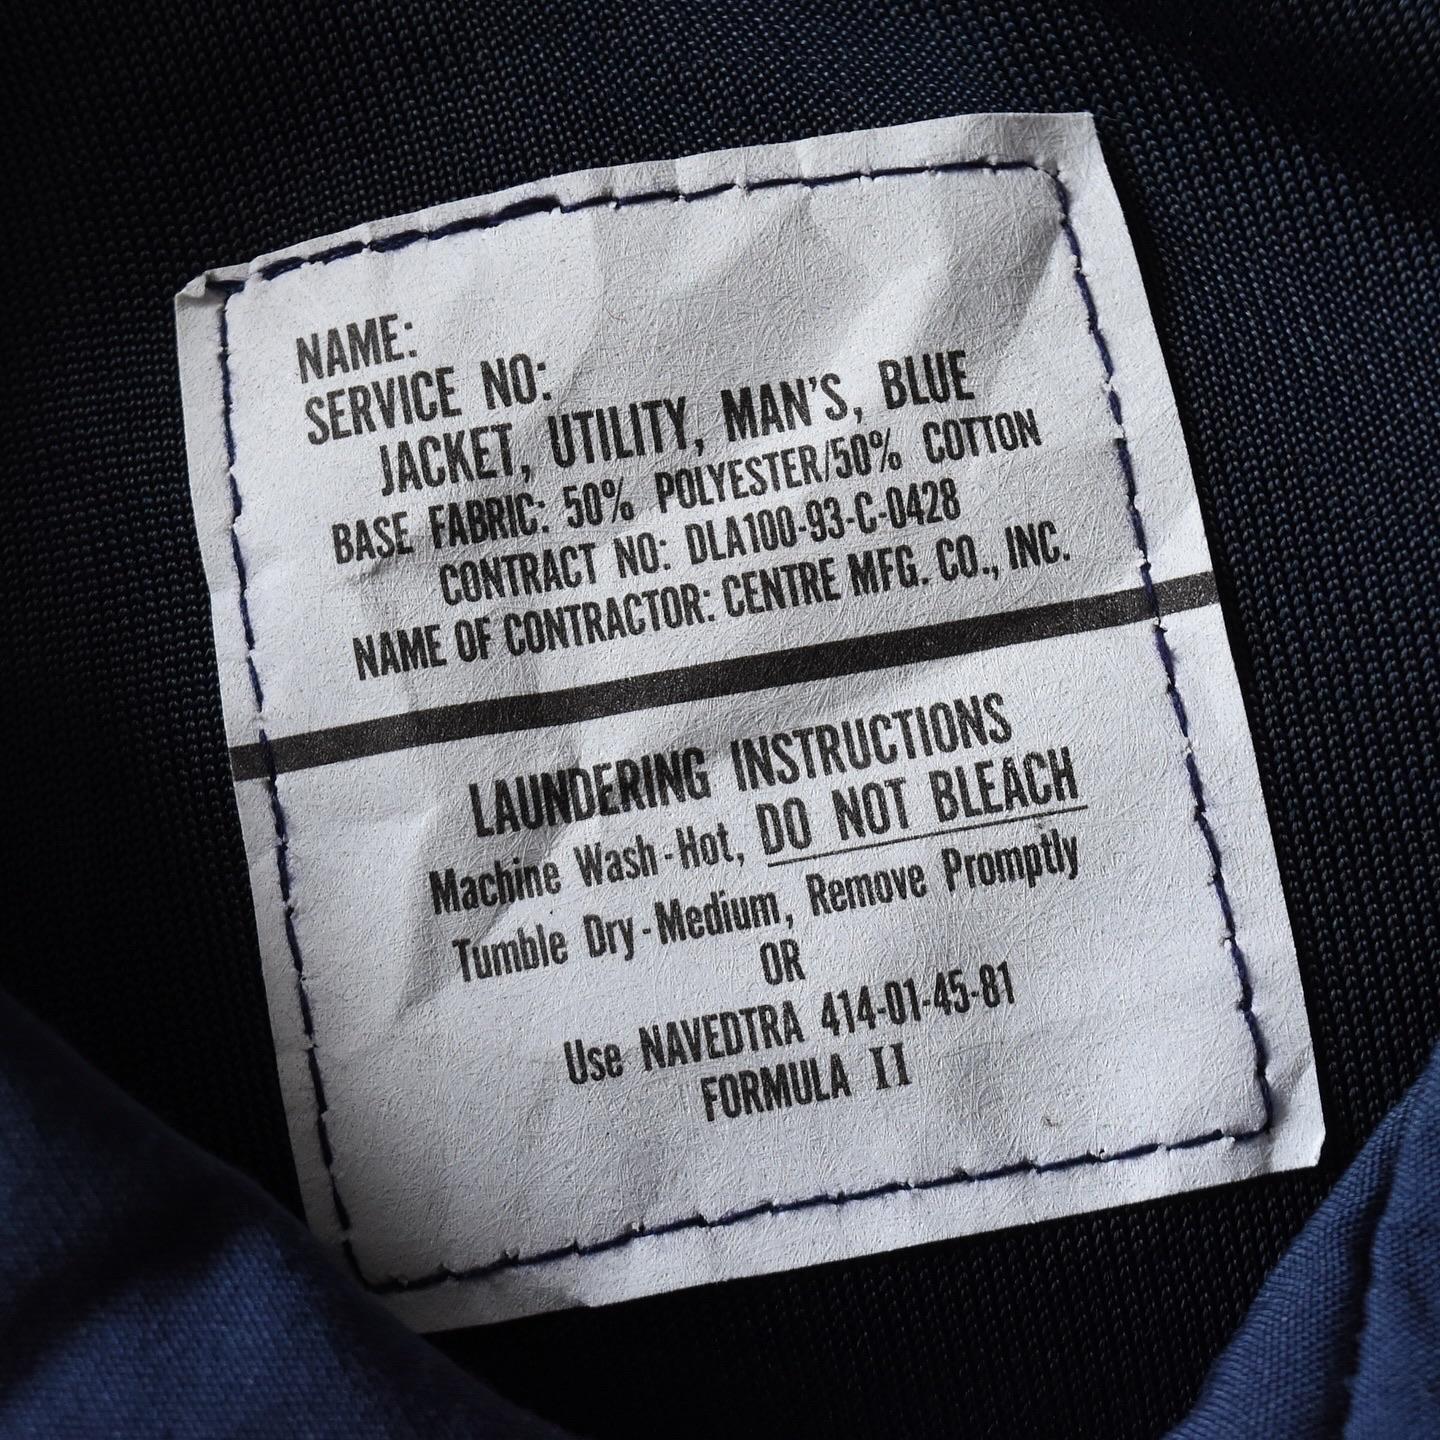 NAME:
SERVICE NO:
JACKET, UTILITY, MAN'S, BLUE
BASE FABRIC: 50% POLYESTER/50% COTTON
CONTRACT NO: DLA100-93-C-0428
NAME OF CONTRACTOR: CENTRE MFG. CO., INC.
LAUNDERING INSTRUCTIONS
Machine Wash-Hot, DO NOT BLEACH
Tumble Dry-Medium, Remove Promptly
OR
Use NAVEDTRA 414-01-45-81
FORMULA II